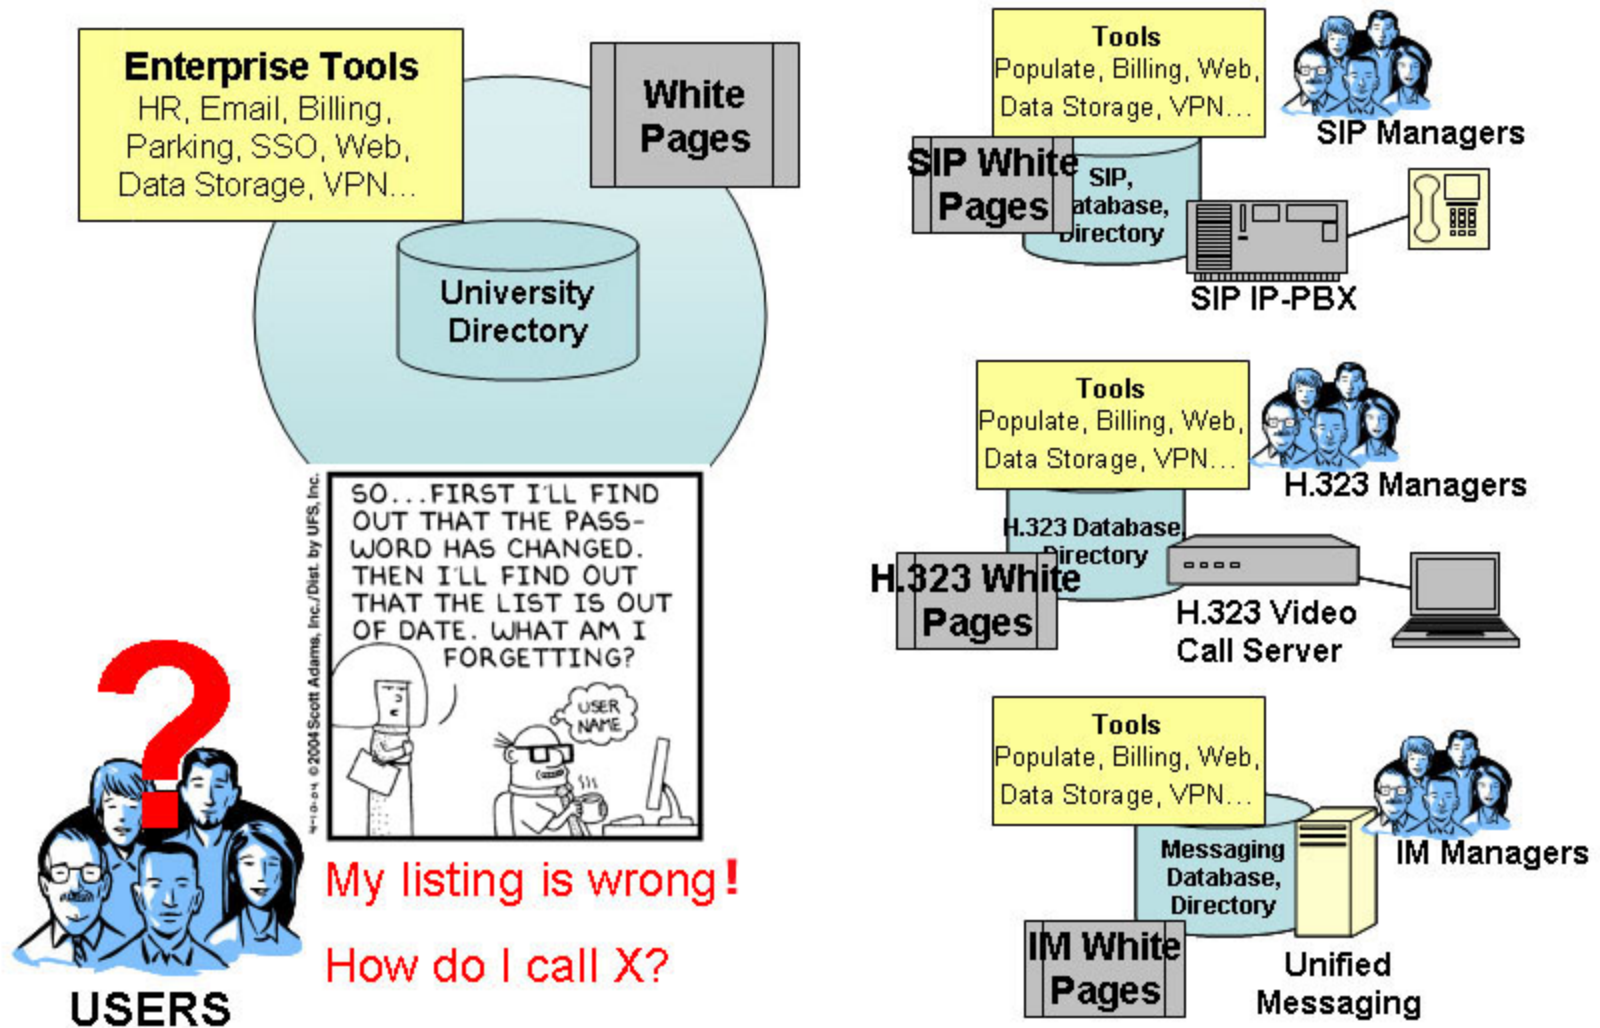 Enterprise Tools
HR, Email, Billing,
Parking, SSO, Web,
Data Storage, VPN...
White
Pages
University
Directory
SO...FIRST I'LL FIND
OUT THAT THE PASS-
WORD HAS CHANGED.
THEN I'LL FIND OUT
THAT THE LIST IS OUT
OF DATE. WHAT AM I
FORGETTING?
USER
NAME
4-10-04 ©2004 Scott Adams, Inc./Dist. by UFS, Inc.
?
USERS
My listing is wrong!
How do I call X?
Tools
Populate, Billing, Web,
Data Storage, VPN...
SIP Managers
SIP White
Pages
SIP,
atabase,
Directory
SIP IP-PBX
Tools
Populate, Billing, Web,
Data Storage, VPN...
H.323 Managers
H.323 Database,
Directory
H.323 White
Pages
H.323 Video
Call Server
Tools
Populate, Billing, Web,
Data Storage, VPN...
IM Managers
Messaging
Database,
Directory
IM White
Pages
Unified
Messaging